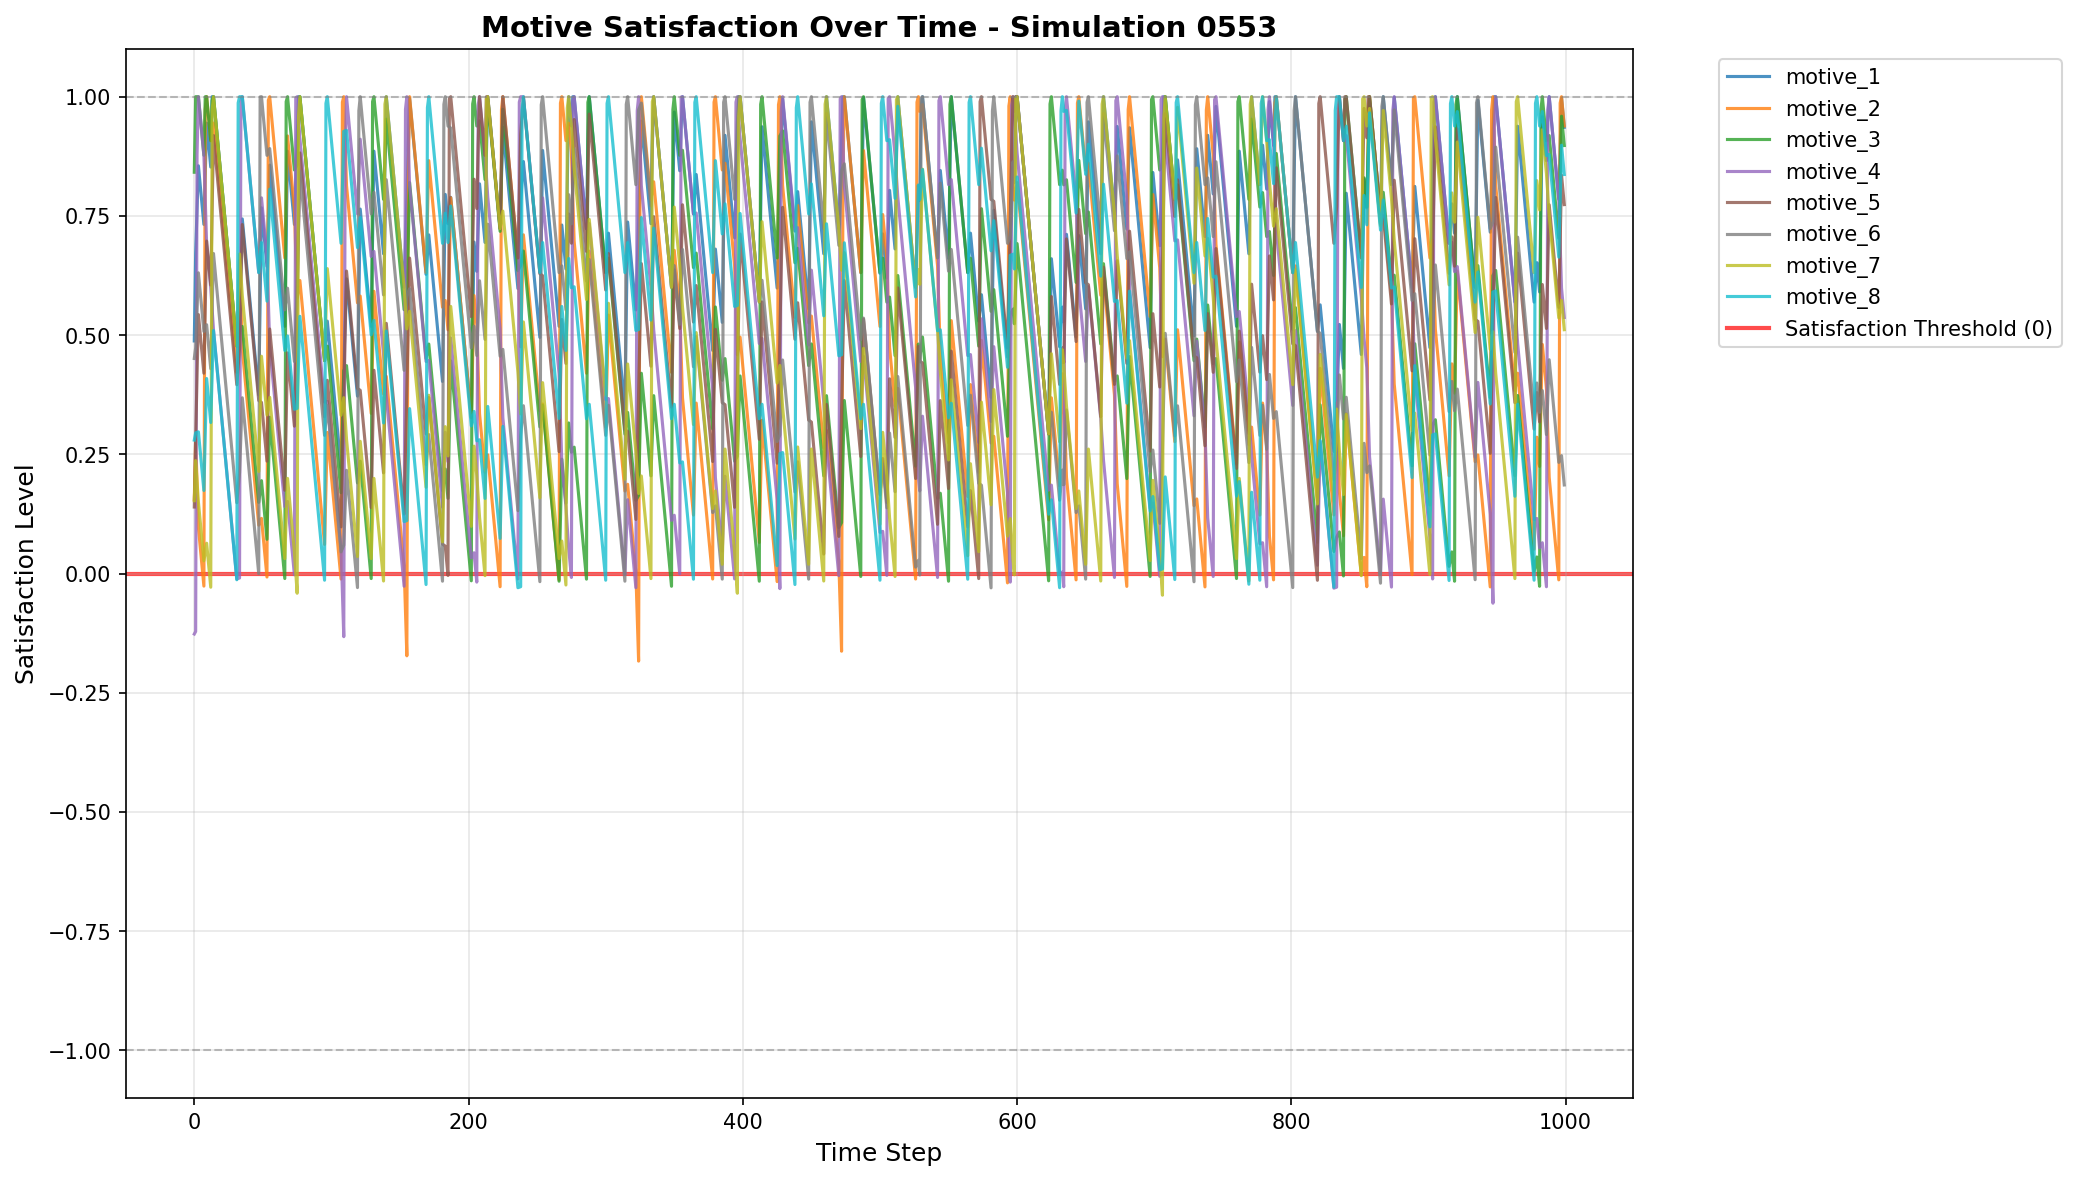 Motive Satisfaction Over Time - Simulation 0553
Satisfaction Level
1.00
0.75
0.50
0.25
0.00
−0.25
−0.50
−0.75
−1.00
0
200
400
600
800
1000
Time Step
motive_1
motive_2
motive_3
motive_4
motive_5
motive_6
motive_7
motive_8
Satisfaction Threshold (0)